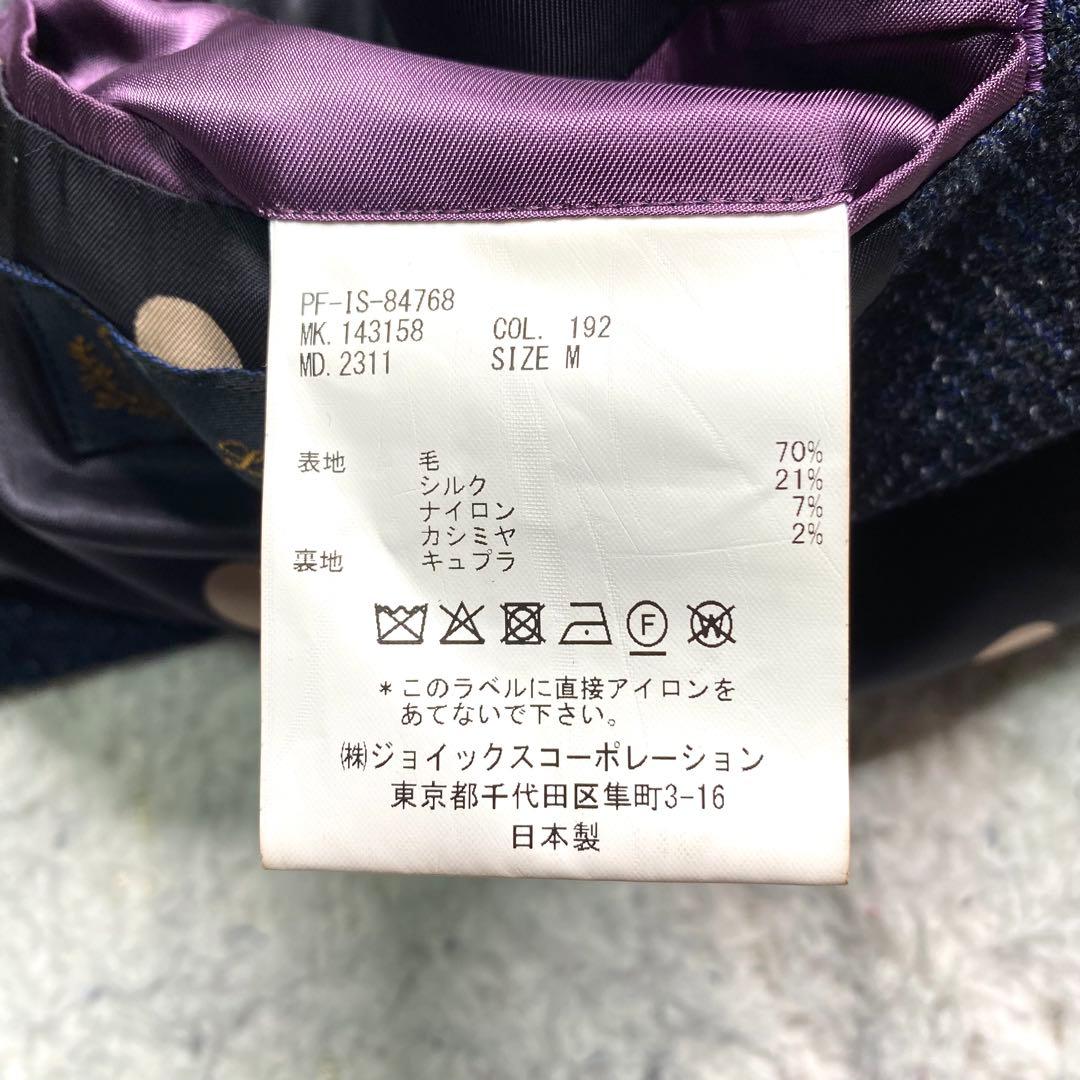 PF-IS-84768
MK. 143158 COL. 192
MD. 2311 SIZE M
表地 毛 70%
シルク 21%
ナイロン 7%
カシミヤ 2%
裏地 キュプラ
F
W
*このラベルに直接アイロンを
あてないで下さい。
㈱ジョイックスコーポレーション
東京都千代田区隼町3-16
日本製